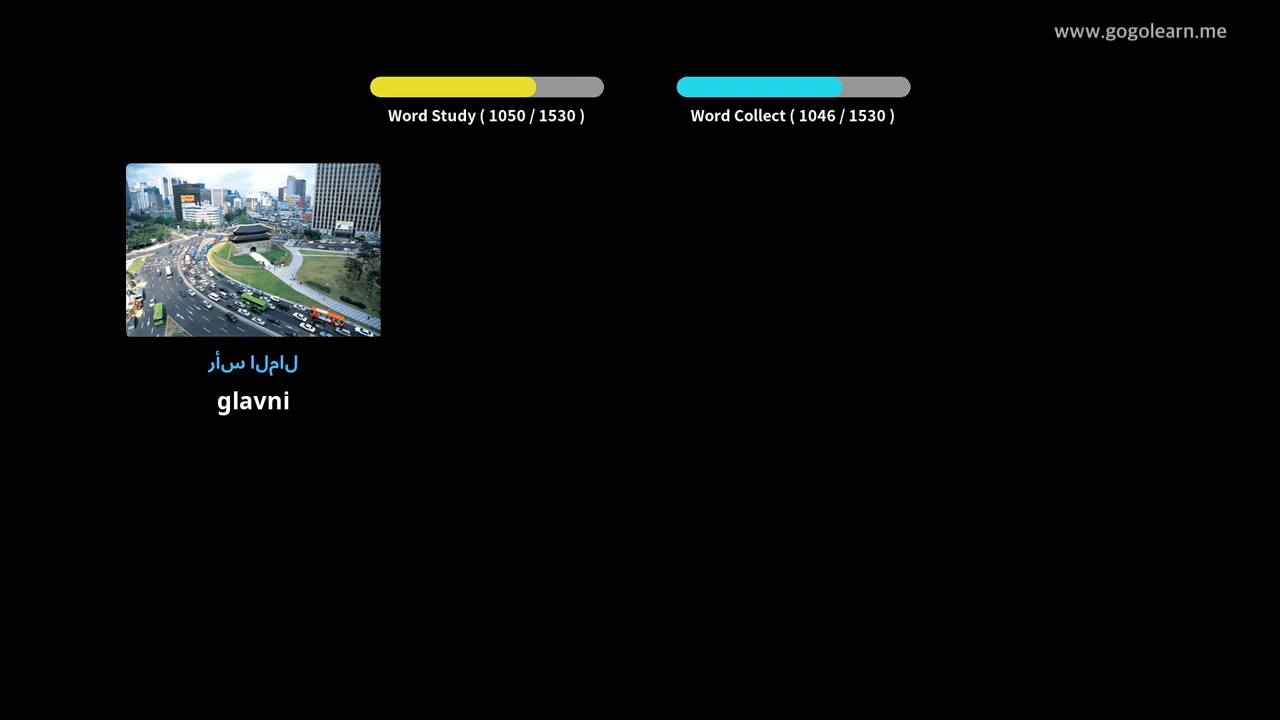 www.gogolearn.me
Word Study ( 1050 / 1530 )
Word Collect ( 1046 / 1530 )
رأس المال
glavni